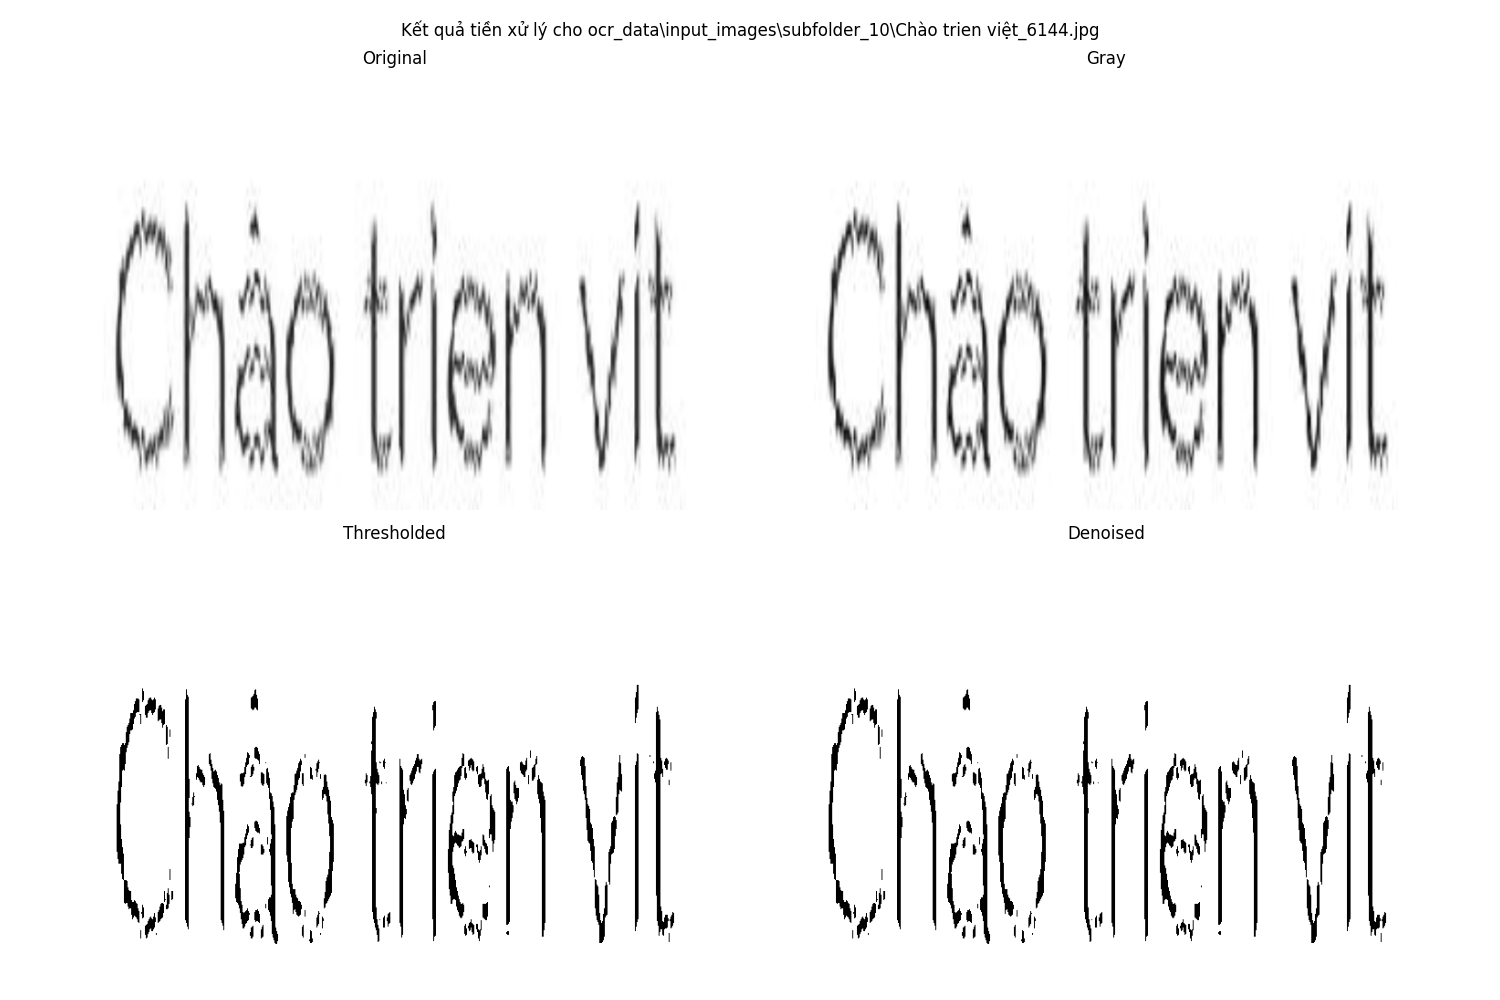 Kết quả tiền xử lý cho ocr_data\input_images\subfolder_10\Chào trien việt_6144.jpg
Original
Gray
Chào trien vit
Chào trien vit
Thresholded
Denoised
Chào trien vit
Chào trien vit